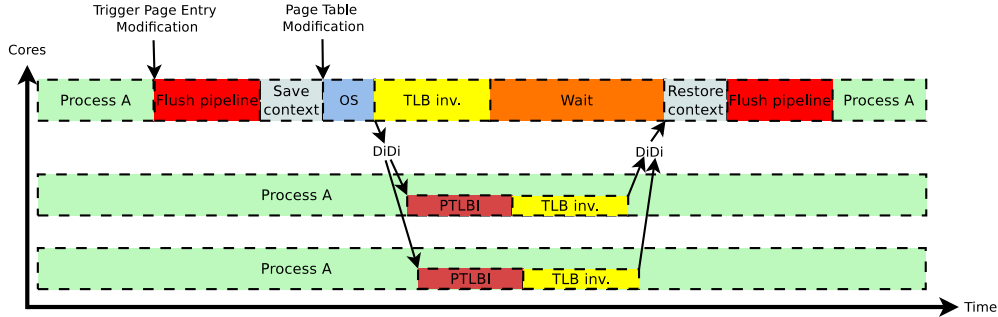 Trigger Page Entry
Modification
Page Table
Modification
Cores
Process A
Flush pipeline
Save
context
OS
TLB inv.
Wait
Restore
context
Flush pipeline
Process A
DiDi
DiDi
Process A
PTLBI
TLB inv.
Process A
PTLBI
TLB inv.
Time